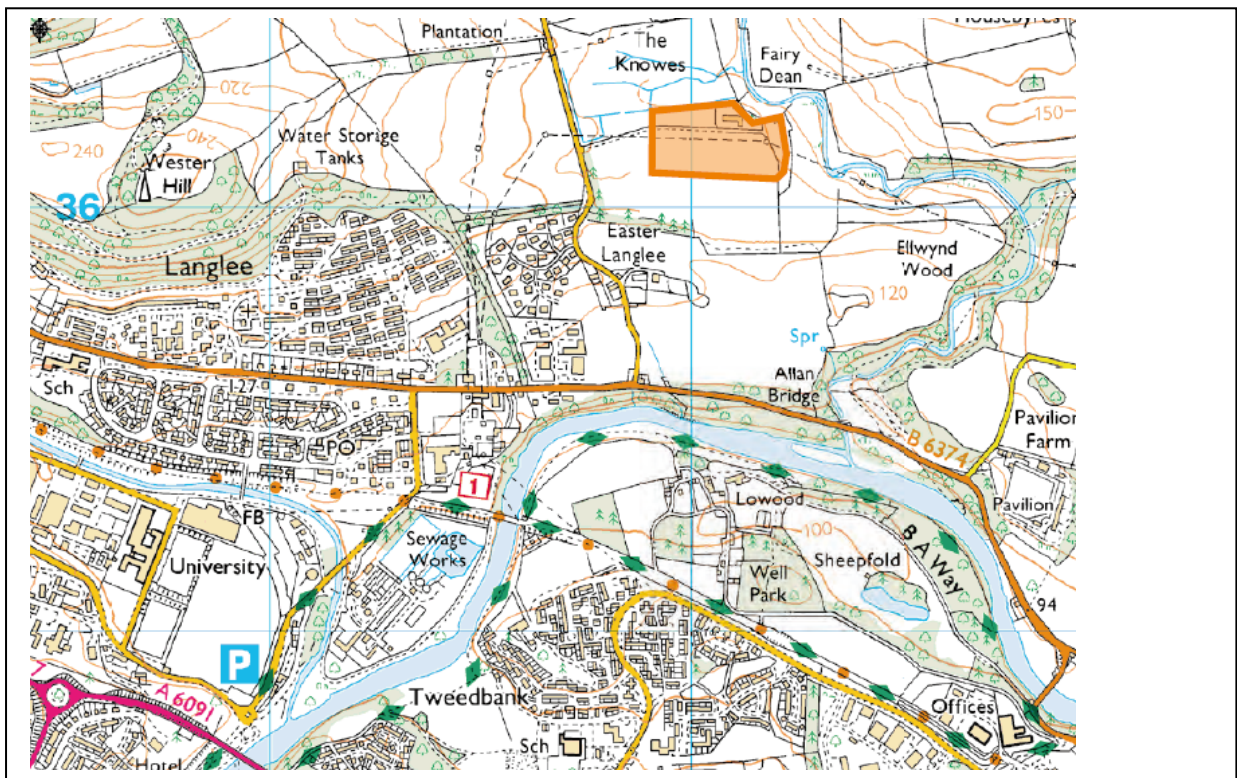 Plantation
The
Knowes
Fairy
Dean
220
240
240
150
Water Storage
Tanks
Wester
Hill
36
Langlee
Easter
Langlee
Ellwynd
Wood
120
Spr
Allan
Bridge
Sch
127
PO
Pavilion
Farm
B 6374
1
Lowood
Pavilion
FB
Sewage
Works
100
Sheepfold
B A Way
University
Well
Park
94
P
A 6091
Tweedbank
Offices
Sch
Hotel